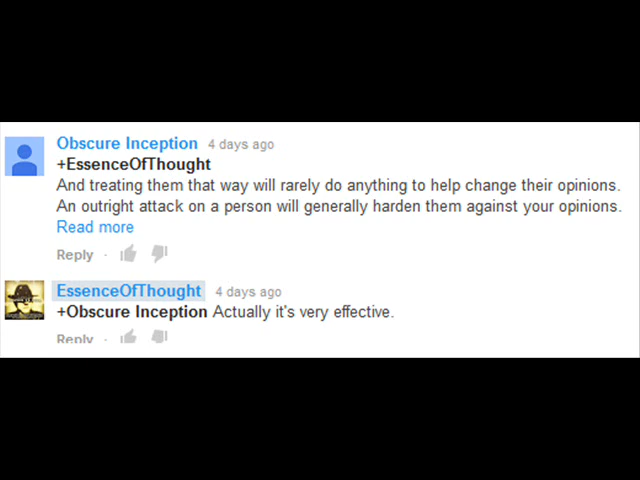 Obscure Inception 4 days ago
+EssenceOfThought
And treating them that way will rarely do anything to help change their opinions.
An outright attack on a person will generally harden them against your opinions.
Read more
Reply ·
EssenceOfThought 4 days ago
+Obscure Inception Actually it's very effective.
Reply ·